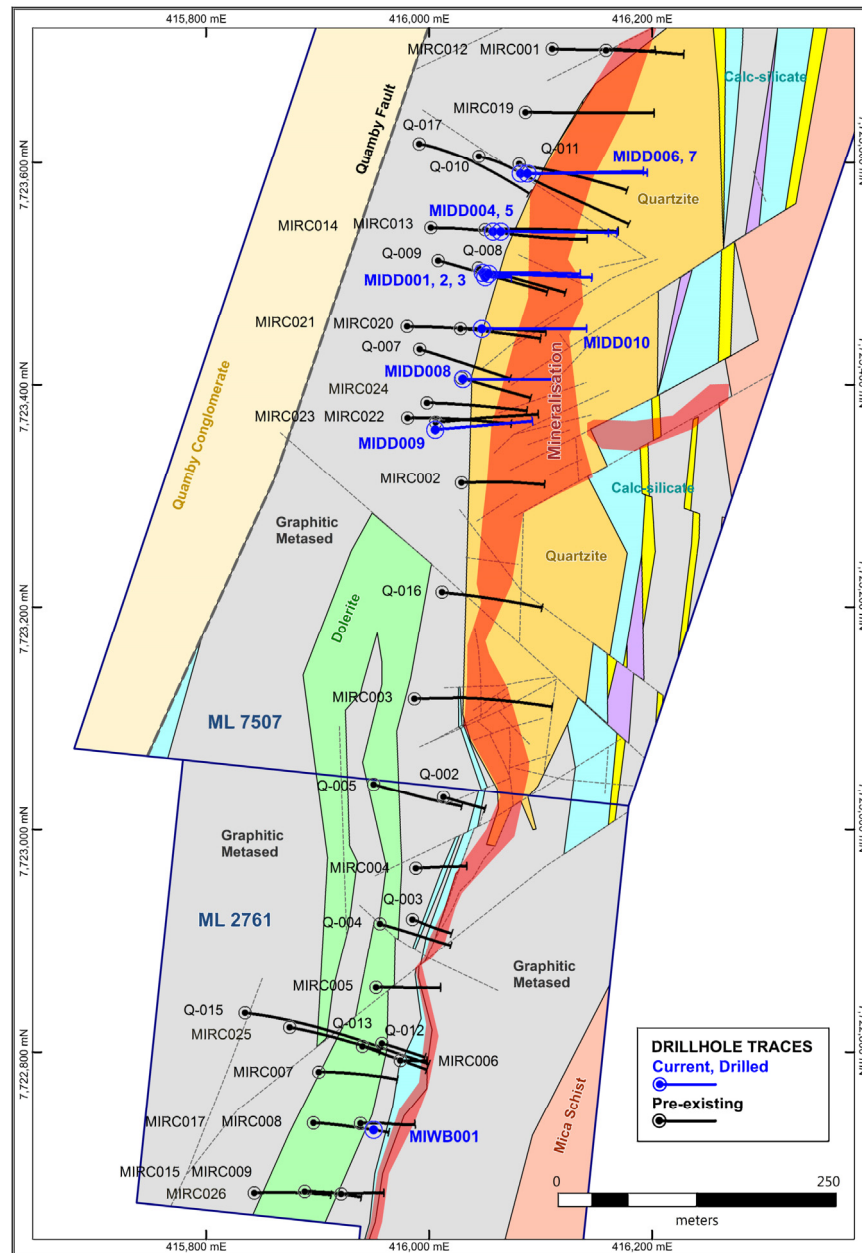 415,800 mE
416,000 mE
416,200 mE
MIRC012
MIRC001
Calc-silicate
Quamby Fault
MIRC019
Q-017
Q-011
Q-010
MIDD006, 7
7,723,600 mN
Quartzite
MIRC014
MIRC013
MIDD004, 5
Q-009
Q-008
MIDD001, 2, 3
MIRC021
MIRC020
MIDD010
Q-007
7,723,400 mN
MIDD008
Mineralisation
MIRC024
MIRC023
MIRC022
MIDD009
Quamby Conglomerate
MIRC002
Calc-silicate
Graphitic
Metased
Quartzite
7,723,200 mN
Q-016
Dolerite
MIRC003
ML 7507
Q-002
Q-005
7,723,000 mN
Graphitic
Metased
MIRC004
ML 2761
Q-003
Q-004
Graphitic
Metased
MIRC005
Q-015
Q-013
Q-012
MIRC025
MIRC006
7,722,800 mN
MIRC007
DRILLHOLE TRACES
Current, Drilled
Pre-existing
MIRC017
MIRC008
MIWB001
Mica Schist
MIRC015
MIRC009
MIRC026
0
250
meters
415,800 mE
416,000 mE
416,200 mE